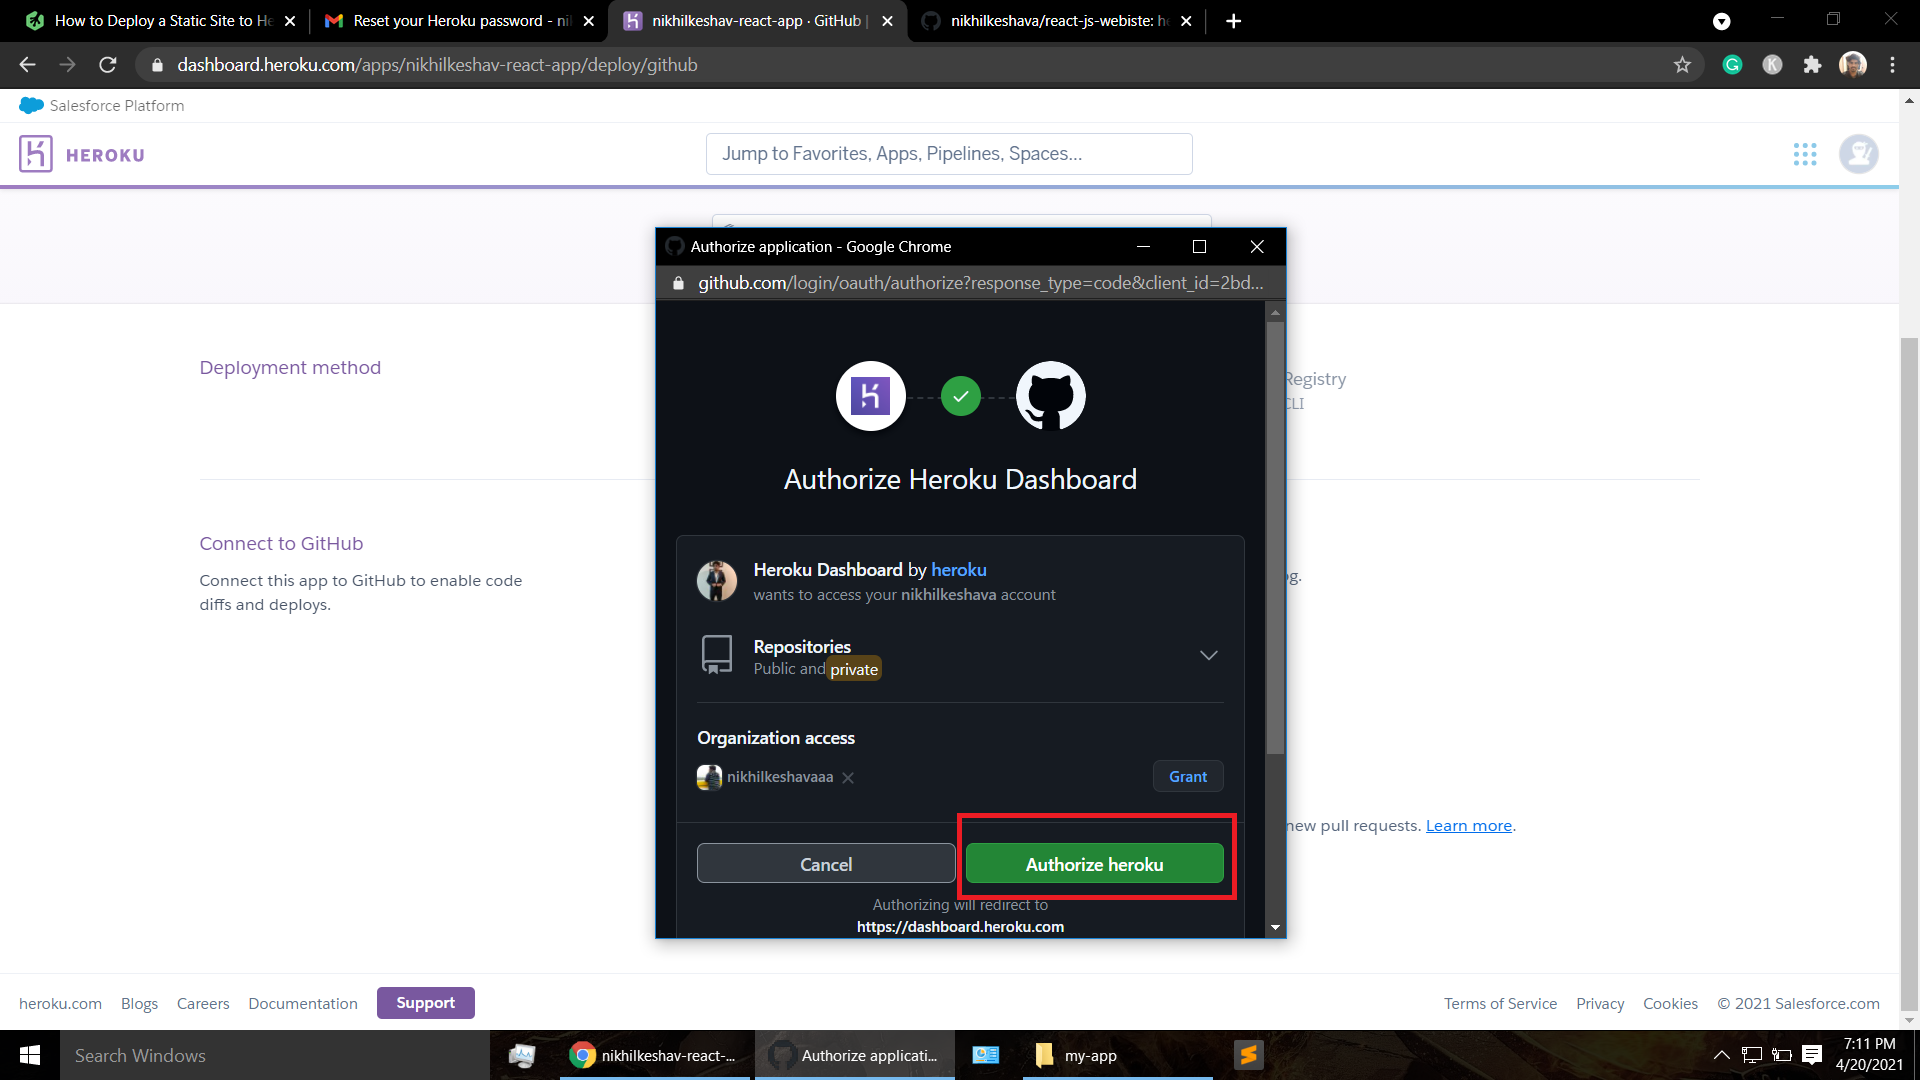 How to Deploy a Static Site to He
Reset your Heroku password - ni
nikhilkeshav-react-app · GitHub |
nikhilkeshava/react-js-webiste: he
dashboard.heroku.com/apps/nikhilkeshav-react-app/deploy/github
Salesforce Platform
HEROKU
Jump to Favorites, Apps, Pipelines, Spaces...
Authorize application - Google Chrome
github.com/login/oauth/authorize?response_type=code&client_id=2bd...
Deployment method
Registry
CLI
Authorize Heroku Dashboard
Connect to GitHub
Connect this app to GitHub to enable code
diffs and deploys.
Heroku Dashboard by heroku
wants to access your nikhilkeshava account
og.
Repositories
Public and private
Organization access
nikhilkeshavaaa
Grant
new pull requests. Learn more.
Cancel
Authorize heroku
Authorizing will redirect to
https://dashboard.heroku.com
heroku.com
Blogs
Careers
Documentation
Support
Terms of Service
Privacy
Cookies
© 2021 Salesforce.com
Search Windows
nikhilkeshav-react-...
Authorize applicati...
my-app
7:11 PM
4/20/2021